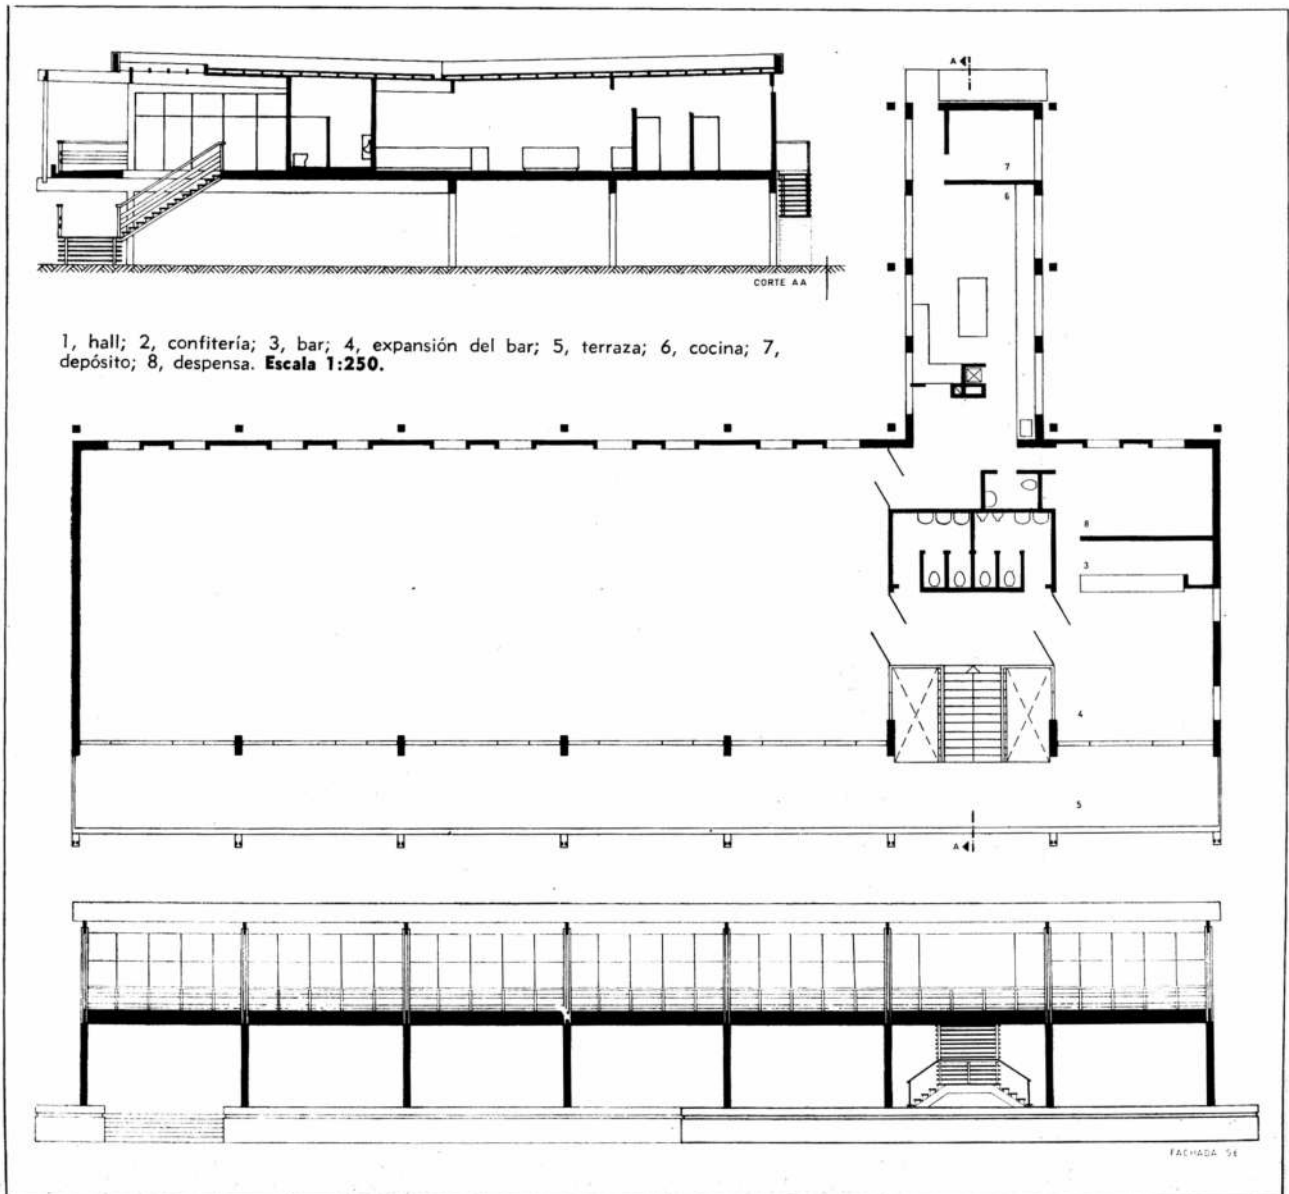 A
CORTE AA
1, hall; 2, confitería; 3, bar; 4, expansión del bar; 5, terraza; 6, cocina; 7,
depósito; 8, despensa. Escala 1:250.
7
6
8
3
4
5
A
FACHADA SE